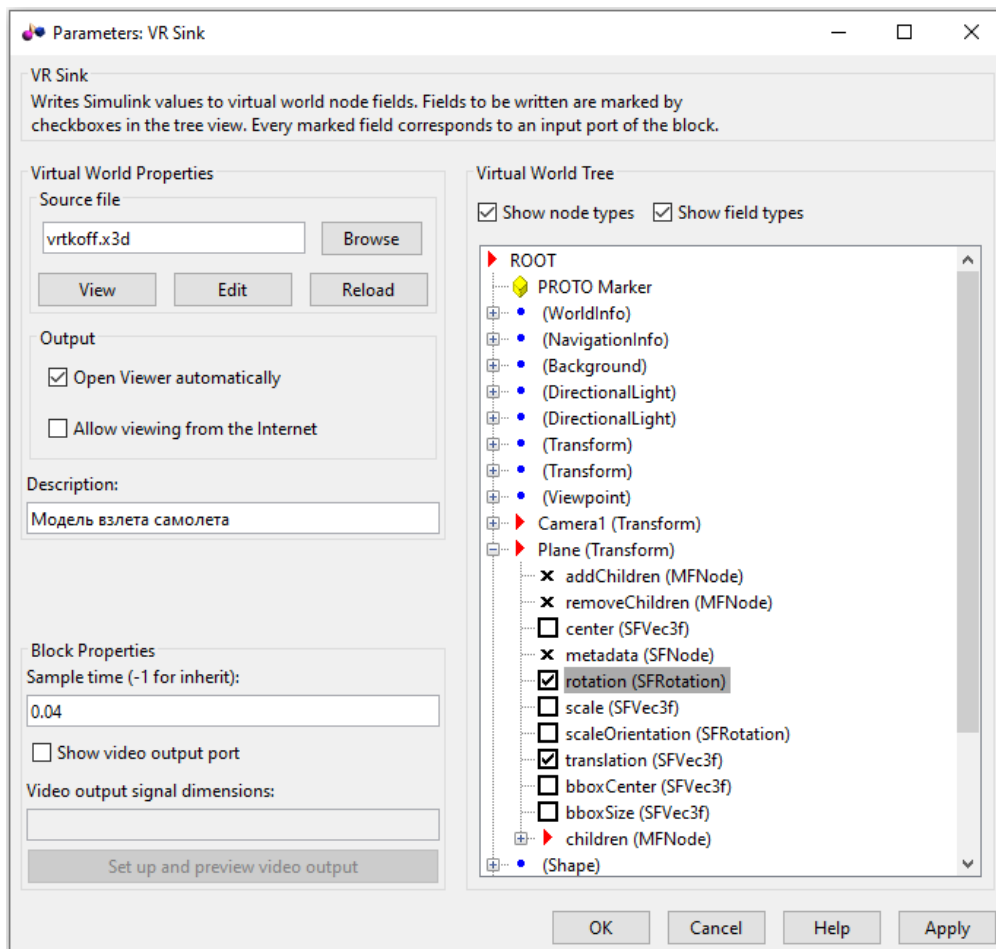 Parameters: VR Sink
VR Sink
Writes Simulink values to virtual world node fields. Fields to be written are marked by
checkboxes in the tree view. Every marked field corresponds to an input port of the block.
Virtual World Properties
Source file
vrtkoff.x3d
Browse
View
Edit
Reload
Output
Open Viewer automatically
Allow viewing from the Internet
Description:
Модель взлета самолета
Block Properties
Sample time (-1 for inherit):
0.04
Show video output port
Video output signal dimensions:
Set up and preview video output
Virtual World Tree
Show node types
Show field types
ROOT
PROTO Marker
(WorldInfo)
(NavigationInfo)
(Background)
(DirectionalLight)
(DirectionalLight)
(Transform)
(Transform)
(Viewpoint)
Camera1 (Transform)
Plane (Transform)
addChildren (MFNode)
removeChildren (MFNode)
center (SFVec3f)
metadata (SFNode)
rotation (SFRotation)
scale (SFVec3f)
scaleOrientation (SFRotation)
translation (SFVec3f)
bboxCenter (SFVec3f)
bboxSize (SFVec3f)
children (MFNode)
(Shape)
OK
Cancel
Help
Apply